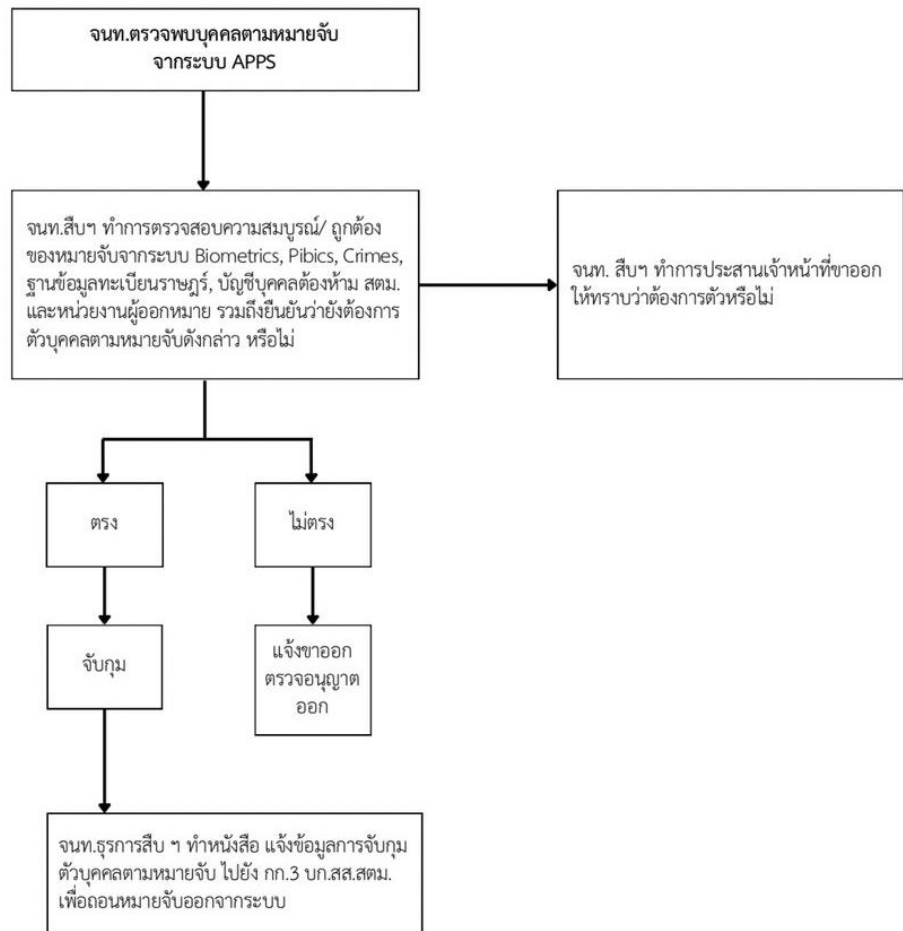 จนท.ตรวจพบบุคคลตามหมายจับ
จากระบบ APPS
จนท.สืบฯ ทำการตรวจสอบความสมบูรณ์/ ถูกต้อง
ของหมายจับจากระบบ Biometrics, Pibics, Crimes,
ฐานข้อมูลทะเบียนราษฎร์, บัญชีบุคคลต้องห้าม สตม.
และหน่วยงานผู้ออกหมาย รวมถึงยืนยันว่ายังต้องการ
ตัวบุคคลตามหมายจับดังกล่าว หรือไม่
จนท. สืบฯ ทำการประสานเจ้าหน้าที่ขาออก
ให้ทราบว่าต้องการตัวหรือไม่
ตรง
ไม่ตรง
จับกุม
แจ้งขาออก
ตรวจอนุญาต
ออก
จนท.ธุรการสืบ ฯ ทำหนังสือ แจ้งข้อมูลการจับกุม
ตัวบุคคลตามหมายจับ ไปยัง กก.3 บก.สส.สตม.
เพื่อถอนหมายจับออกจากระบบ